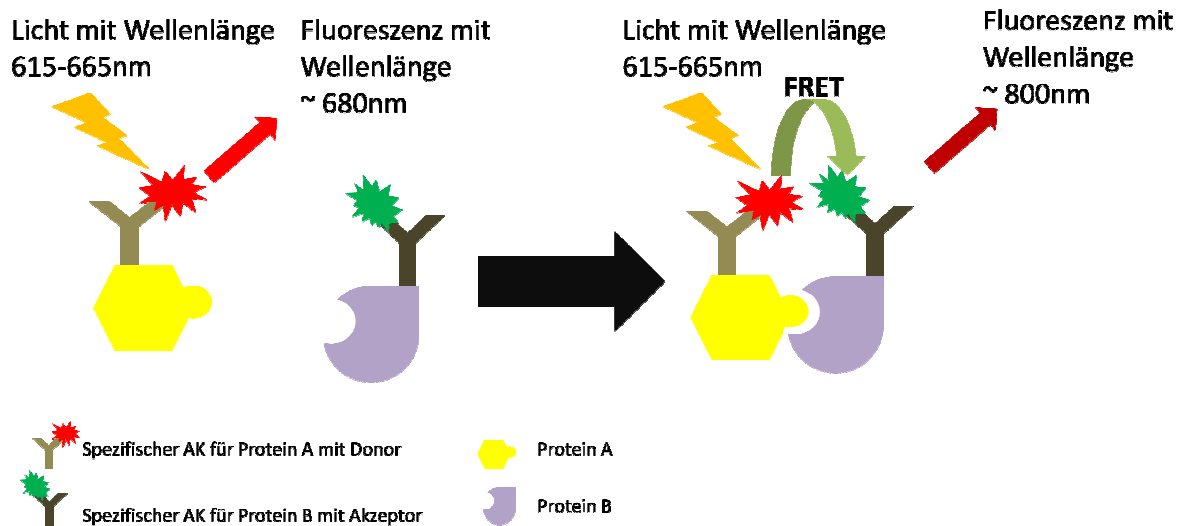 Licht mit Wellenlänge
615-665nm
Fluoreszenz mit
Wellenlänge
~ 680nm
Licht mit Wellenlänge
615-665nm
FRET
Fluoreszenz mit
Wellenlänge
~ 800nm
Spezifischer AK für Protein A mit Donor
Protein A
Spezifischer AK für Protein B mit Akzeptor
Protein B